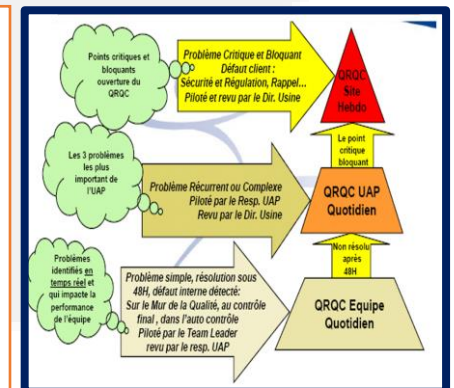 Points critiques et
bloquants
ouverture du
QRQC
Problème Critique et Bloquant
Défaut client :
Sécurité et Régulation, Rappel…
Piloté et revu par le Dir. Usine
QRQC
Site
Hebdo
Le point
critique
bloquant
Les 3 problèmes
les plus
important de
l'UAP
Problème Récurrent ou Complexe
Piloté par le Resp. UAP
Revu par le Dir. Usine
QRQC UAP
Quotidien
Non résolu
après
48H
Problèmes
identifiés en
temps réel et
qui impacte la
performance
de l'équipe
Problème simple, résolution sous
48H, défaut interne détecté:
Sur le Mur de la Qualité, au contrôle
final , dans l'auto contrôle
Piloté par le Team Leader
revu par le resp. UAP
QRQC Equipe
Quotidien